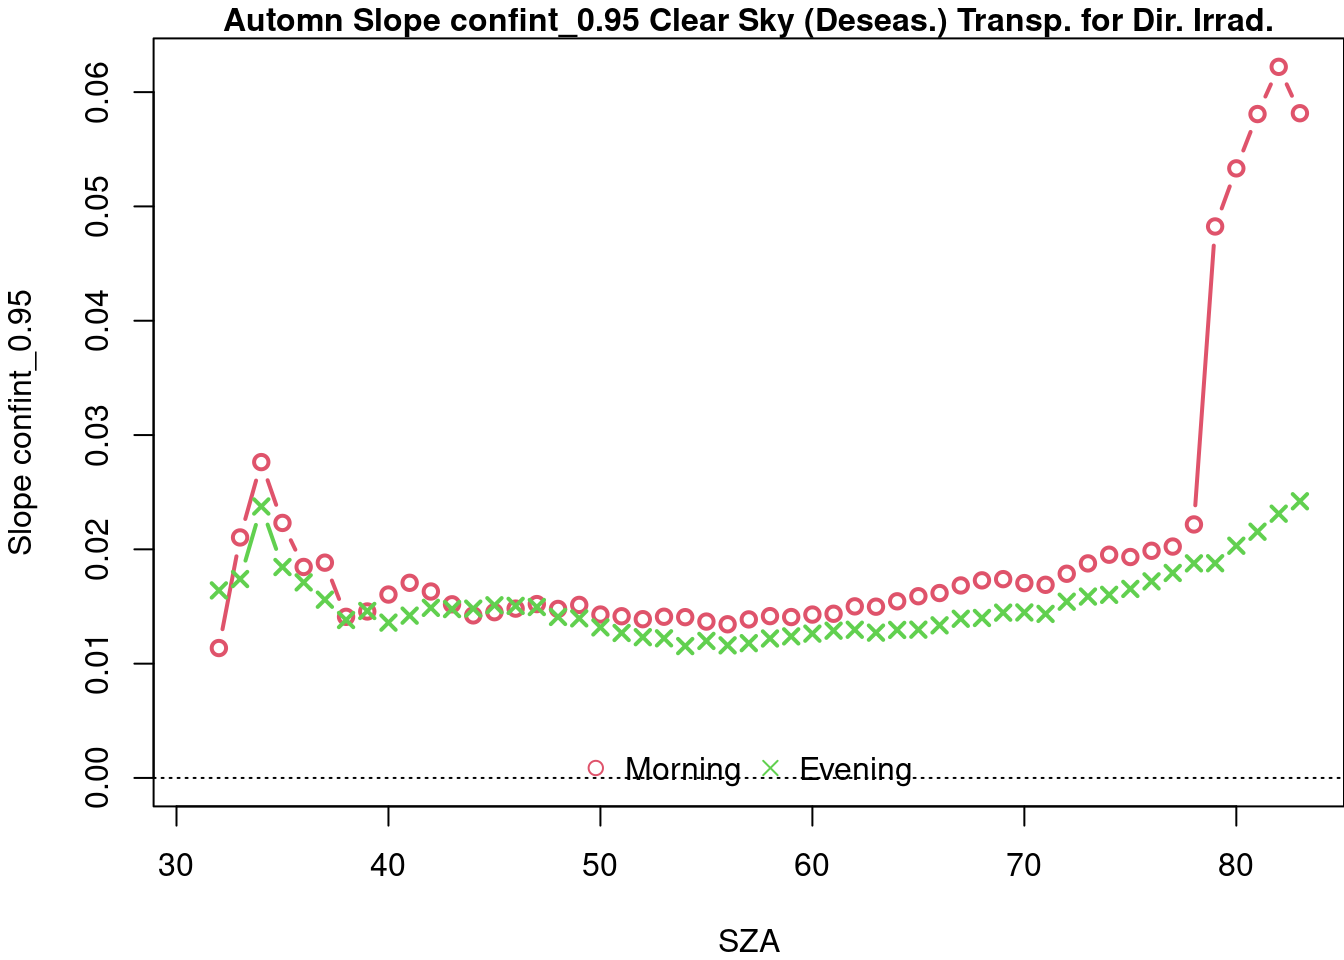 Automn Slope confint_0.95 Clear Sky (Deseas.) Transp. for Dir. Irrad.
Slope confint_0.95
0.06
0.05
0.04
0.03
0.02
0.01
0.00
Morning Evening
30 40 50 60 70 80
SZA